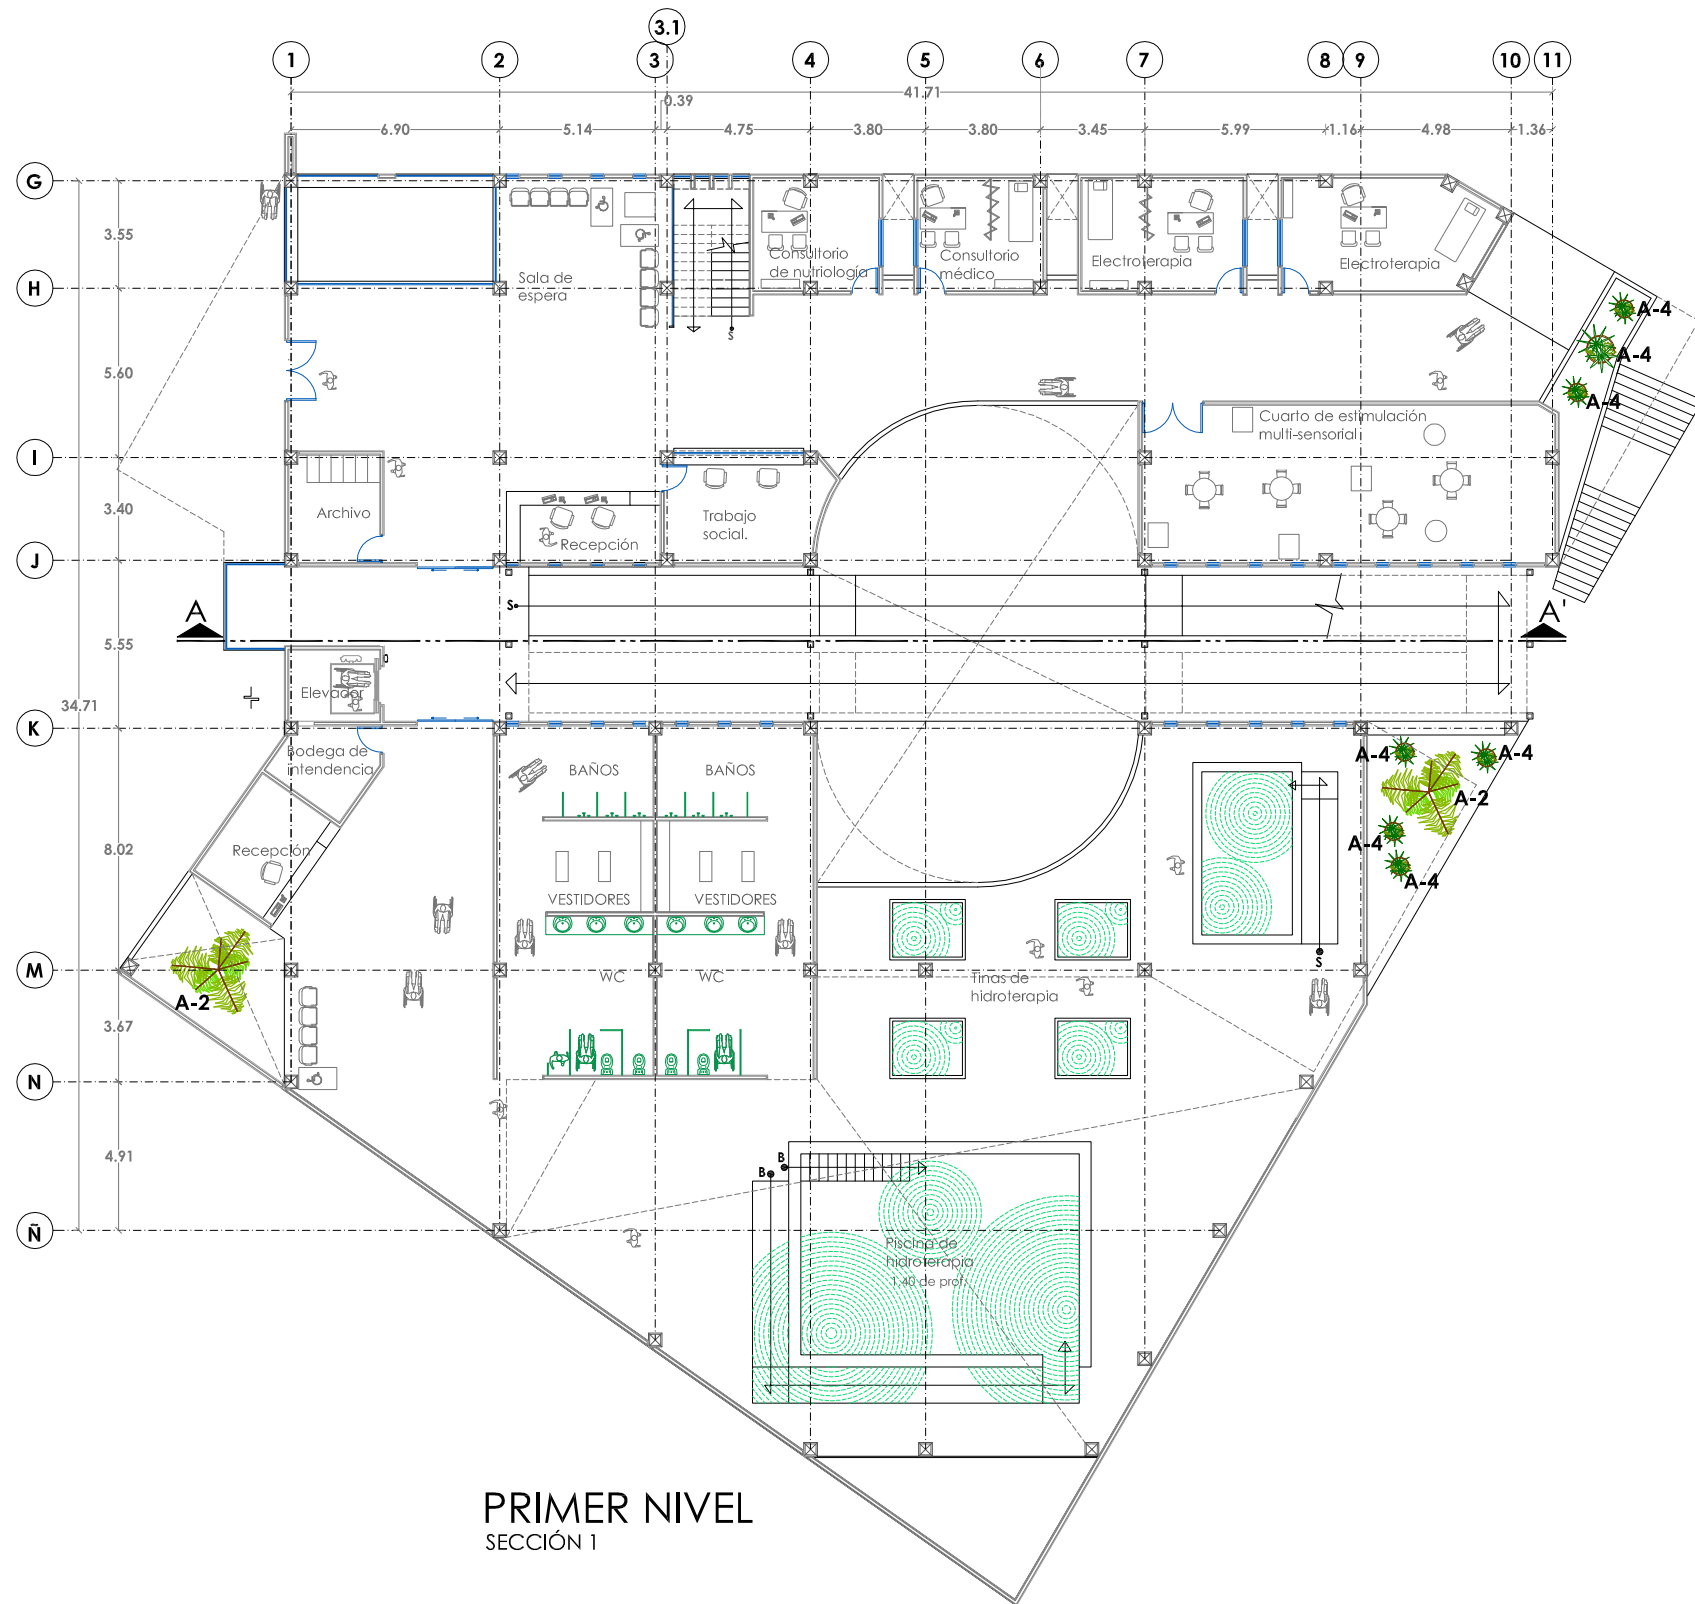 3.1
1
2
3
4
5
6
7
8
9
10
11
41.71
0.39
6.90
5.14
4.75
3.80
3.80
3.45
5.99
1.16
4.98
1.36
G
3.55
H
5.60
I
3.40
J
5.55
34.71
K
8.02
M
3.67
N
4.91
Ñ
Sala de
espera
S
Consultorio
de nutriología
Consultorio
médico
Electroterapia
Electroterapia
A-4
A-4
A-4
Cuarto de estimulación
multi-sensorial
Archivo
Recepción
Trabajo
social.
A
A'
S
Elevador
Bodega de
intendencia
Recepción
A-2
BAÑOS
BAÑOS
VESTIDORES
VESTIDORES
WC
WC
A-4
A-4
A-2
A-4
A-4
S
Tinas de
hidroterapia
B
B
Piscina de
hidroterapia
1.40 de prof.
PRIMER NIVEL
SECCIÓN 1